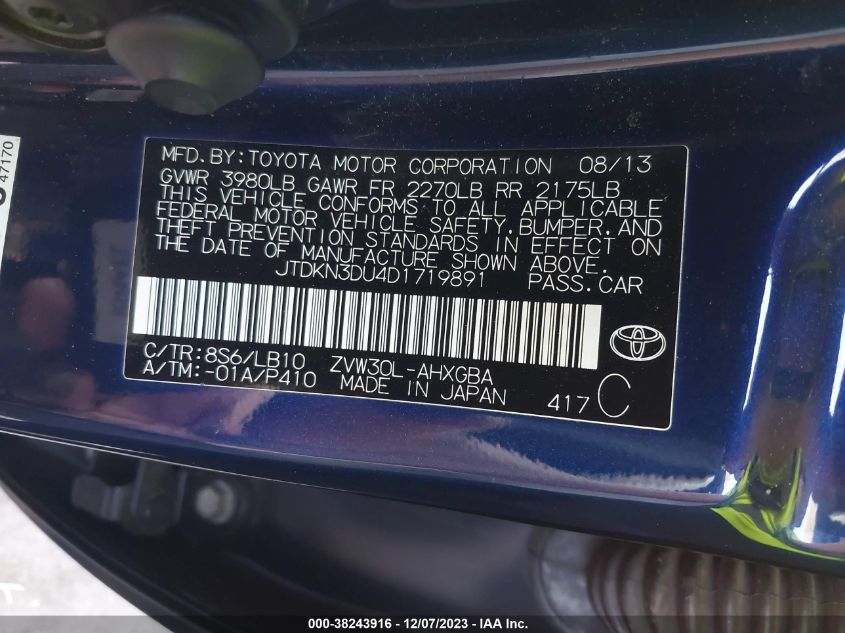 47170
MFD.BY:TOYOTA MOTOR CORPORATION 08/13
GVWR 3980LB GAWR FR 2270LB RR 2175LB
THIS VEHICLE CONFORMS TO ALL APPLICABLE
FEDERAL MOTOR VEHICLE SAFETY,BUMPER,AND
THEFT PREVENTION STANDARDS IN EFFECT ON
THE DATE OF MANUFACTURE SHOWN ABOVE.
JTDKN3DU4D1719891 PASS.CAR
C/TR:8S6/LB10 ZVW30L-AHXGBA
A/TM:-01A/P410 MADE IN JAPAN 417 C
000-38243916 - 12/07/2023 - IAA Inc.